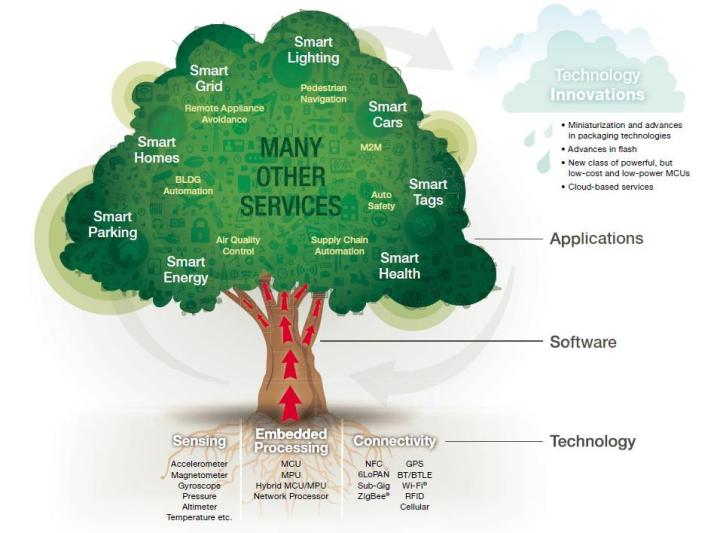 Smart
Lighting
Smart
Grid
Pedestrian
Navigation
Remote Appliance
Avoidance
Smart
Cars
Smart
Homes
MANY
OTHER
SERVICES
M2M
BLDG
Automation
Auto
Safety
Smart
Tags
Smart
Parking
Air Quality
Control
Supply Chain
Automation
Smart
Energy
Smart
Health
Technology
Innovations
• Miniaturization and advances
in packaging technologies
• Advances in flash
• New class of powerful, but
low-cost and low-power MCUs
• Cloud-based services
Applications
Software
Technology
Sensing
Accelerometer
Magnetometer
Gyroscope
Pressure
Altimeter
Temperature etc.
Embedded
Processing
MCU
MPU
Hybrid MCU/MPU
Network Processor
Connectivity
NFC
6LoPAN
Sub-Gig
ZigBee®
GPS
BT/BTLE
Wi-Fi®
RFID
Cellular